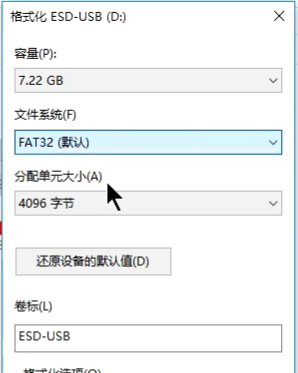 格式化 ESD-USB (D:)
容量(P):
7.22 GB
文件系统(F)
FAT32 (默认)
分配单元大小(A)
4096 字节
还原设备的默认值(D)
卷标(L)
ESD-USB
格式化选项(O)